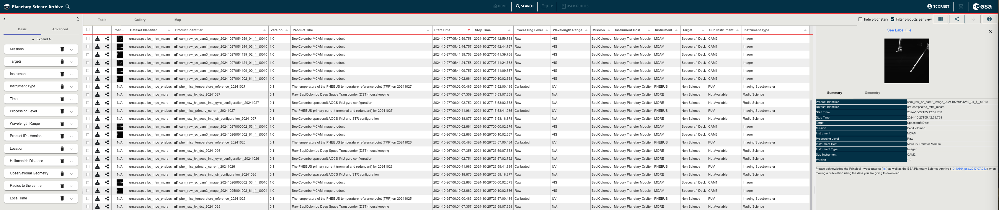 Planetary Science Archive
HOME SEARCH FTP USER GUIDES
TCORNET
esa
Table Gallery Map
Hide proprietary Filter products per view
Basic Advanced
Expand All
Missions
Targets
Instruments
Instrument Type
Time
Processing Level
Wavelength Range
Product ID - Version
Location
Heliocentric Distance
Observational Geometry
Radius to the centre
Local Time
Post... Dataset Identifier Product Identifier Version Product Title Start Time Stop Time Processing Level Wavelength Range Mission Instrument Host Instrument Target Sub Instrument Instrument Type
urn:esa:psa:bc_mtm_mcam cam_raw_sc_cam2_image_20241027t054259_04_f__t0010 1.0 BepiColombo MCAM image product 2024-10-27T05:42:59.758 2024-10-27T05:42:59.768 Raw VIS BepiColombo Mercury Transfer Module MCAM Spacecraft Deck CAM2 Imager
urn:esa:psa:bc_mtm_mcam cam_raw_sc_cam1_image_20241027t054244_03_f__t0010 1.0 BepiColombo MCAM image product 2024-10-27T05:42:44.757 2024-10-27T05:42:44.767 Raw VIS BepiColombo Mercury Transfer Module MCAM Spacecraft Deck CAM1 Imager
urn:esa:psa:bc_mtm_mcam cam_raw_sc_cam3_image_20241027t054139_02_f__t0010 1.0 BepiColombo MCAM image product 2024-10-27T05:41:39.758 2024-10-27T05:41:39.768 Raw VIS BepiColombo Mercury Transfer Module MCAM Spacecraft Deck CAM3 Imager
urn:esa:psa:bc_mtm_mcam cam_raw_sc_cam2_image_20241027t054124_01_f__t0010 1.0 BepiColombo MCAM image product 2024-10-27T05:41:24.758 2024-10-27T05:41:24.768 Raw VIS BepiColombo Mercury Transfer Module MCAM Spacecraft Deck CAM2 Imager
urn:esa:psa:bc_mtm_mcam cam_raw_sc_cam1_image_20241027t054109_00_f__t0010 1.0 BepiColombo MCAM image product 2024-10-27T05:41:09.757 2024-10-27T05:41:09.767 Raw VIS BepiColombo Mercury Transfer Module MCAM Spacecraft Deck CAM1 Imager
urn:esa:psa:bc_mtm_mcam cam_raw_sc_cam3_image_20241027t001002_61_f__t0004 1.0 BepiColombo MCAM image product 2024-10-27T00:10:02.664 2024-10-27T00:10:02.668 Raw VIS BepiColombo Mercury Transfer Module MCAM Spacecraft Deck CAM3 Imager
N/A urn:esa:psa:bc_mpo_phebus phe_misc_temperature_reference_20241027 0.1 The temperature of the PHEBUS temperature reference point (TRP) on 20241027 2024-10-27T00:02:00.485 2024-10-27T15:52:00.485 Calibrated UV BepiColombo Mercury Planetary Orbiter PHEBUS Non Science FUV Imaging Spectrometer
N/A urn:esa:psa:bc_mpo_more mre_raw_hk_dst_20241027 0.1 Raw BepiColombo Deep Space Transponder (DST) housekeeping 2024-10-27T00:01:07.359 2024-10-27T15:53:07.359 Raw N/A BepiColombo Mercury Planetary Orbiter MORE Non Science Not Available Radio Science
N/A urn:esa:psa:bc_mpo_more mre_raw_hk_aocs_imu_gyro_configuration_20241027 0.1 BepiColombo spacecraft AOCS IMU gyro configuration 2024-10-27T00:01:02.752 2024-10-27T15:53:02.753 Raw N/A BepiColombo Mercury Planetary Orbiter MORE Non Science Not Available Radio Science
N/A urn:esa:psa:bc_mpo_phebus phe_misc_primary_current_20241027 0.1 The PHEBUS primary current (nominal and redundant) for 20241027 2024-10-27T00:00:41.984 2024-10-27T15:53:41.985 Calibrated UV BepiColombo Mercury Planetary Orbiter PHEBUS Non Science FUV Imaging Spectrometer
N/A urn:esa:psa:bc_mpo_more mre_raw_hk_aocs_imu_str_configuration_20241027 0.1 BepiColombo spacecraft AOCS IMU and STR configuration 2024-10-27T00:00:18.877 2024-10-27T15:53:18.878 Raw N/A BepiColombo Mercury Planetary Orbiter MORE Non Science Not Available Radio Science
urn:esa:psa:bc_mtm_mcam cam_raw_sc_cam1_image_20241027t000002_53_f__t0010 1.0 BepiColombo MCAM image product 2024-10-27T00:00:02.664 2024-10-27T00:00:02.674 Raw VIS BepiColombo Mercury Transfer Module MCAM Spacecraft Deck CAM1 Imager
urn:esa:psa:bc_mtm_mcam cam_raw_sc_cam3_image_20241026t001002_61_f__t0004 1.0 BepiColombo MCAM image product 2024-10-26T00:10:02.663 2024-10-26T00:10:02.667 Raw VIS BepiColombo Mercury Transfer Module MCAM Spacecraft Deck CAM3 Imager
N/A urn:esa:psa:bc_mpo_phebus phe_misc_temperature_reference_20241026 0.1 The temperature of the PHEBUS temperature reference point (TRP) on 20241026 2024-10-26T00:02:00.483 2024-10-26T23:57:00.484 Calibrated UV BepiColombo Mercury Planetary Orbiter PHEBUS Non Science FUV Imaging Spectrometer
N/A urn:esa:psa:bc_mpo_more mre_raw_hk_dst_20241026 0.1 Raw BepiColombo Deep Space Transponder (DST) housekeeping 2024-10-26T00:01:07.358 2024-10-26T23:59:07.358 Raw N/A BepiColombo Mercury Planetary Orbiter MORE Non Science Not Available Radio Science
N/A urn:esa:psa:bc_mpo_more mre_raw_hk_aocs_imu_gyro_configuration_20241026 0.1 BepiColombo spacecraft AOCS IMU gyro configuration 2024-10-26T00:01:02.751 2024-10-26T23:57:02.752 Raw N/A BepiColombo Mercury Planetary Orbiter MORE Non Science Not Available Radio Science
N/A urn:esa:psa:bc_mpo_phebus phe_misc_primary_current_20241026 0.1 The PHEBUS primary current (nominal and redundant) for 20241026 2024-10-26T00:00:41.983 2024-10-26T23:59:41.984 Calibrated UV BepiColombo Mercury Planetary Orbiter PHEBUS Non Science FUV Imaging Spectrometer
N/A urn:esa:psa:bc_mpo_more mre_raw_hk_aocs_imu_str_configuration_20241026 0.1 BepiColombo spacecraft AOCS IMU and STR configuration 2024-10-26T00:00:18.876 2024-10-26T23:59:18.877 Raw N/A BepiColombo Mercury Planetary Orbiter MORE Non Science Not Available Radio Science
urn:esa:psa:bc_mtm_mcam cam_raw_sc_cam1_image_20241026t000002_53_f__t0010 1.0 BepiColombo MCAM image product 2024-10-26T00:00:02.663 2024-10-26T00:00:02.673 Raw VIS BepiColombo Mercury Transfer Module MCAM Spacecraft Deck CAM1 Imager
urn:esa:psa:bc_mtm_mcam cam_raw_sc_cam3_image_20241025t001002_61_f__t0004 1.0 BepiColombo MCAM image product 2024-10-25T00:10:02.662 2024-10-25T00:10:02.666 Raw VIS BepiColombo Mercury Transfer Module MCAM Spacecraft Deck CAM3 Imager
N/A urn:esa:psa:bc_mpo_phebus phe_misc_temperature_reference_20241025 0.1 The temperature of the PHEBUS temperature reference point (TRP) on 20241025 2024-10-25T00:02:00.483 2024-10-25T23:57:00.484 Calibrated UV BepiColombo Mercury Planetary Orbiter PHEBUS Non Science FUV Imaging Spectrometer
N/A urn:esa:psa:bc_mpo_more mre_raw_hk_dst_20241025 0.1 Raw BepiColombo Deep Space Transponder (DST) housekeeping 2024-10-25T00:01:07.357 2024-10-25T23:59:07.358 Raw N/A BepiColombo Mercury Planetary Orbiter MORE Non Science Not Available Radio Science
See Label File
Summary Geometry
Product Identifier cam_raw_sc_cam2_image_20241027t054259_04_f__t0010
Dataset Identifier urn:esa:psa:bc_mtm_mcam
Start Time 2024-10-27T05:42:59.758
Stop Time 2024-10-27T05:42:59.768
Target Spacecraft Deck
Mission BepiColombo
Instrument MCAM
Processing Level Raw
Instrument Host Mercury Transfer Module
Instrument Type Imager
Sub Instrument CAM2
Version 1.0
Please acknowledge the Principal Investigator(s) (list) as well as the ESA Planetary Science Archive (10.1016/j.pss.2017.07.013) when
making a publication using the data you are going to download.